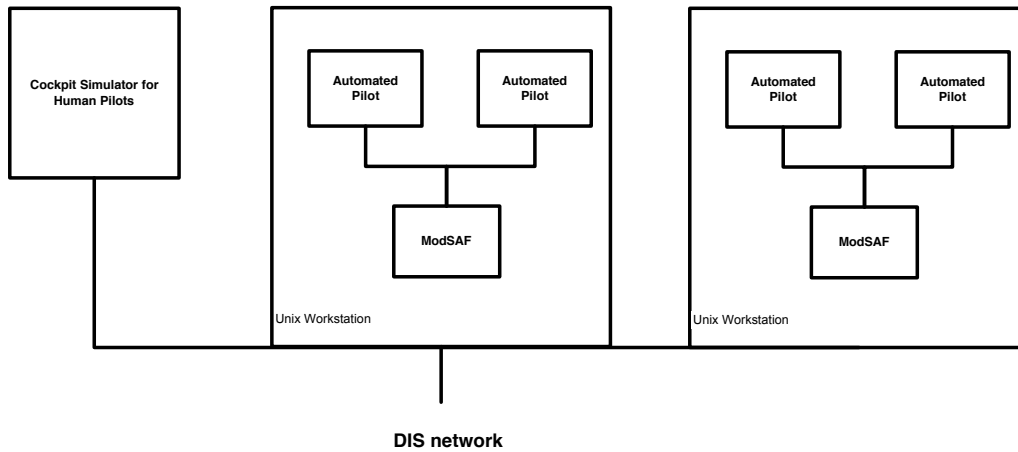 Cockpit Simulator for
Human Pilots
Automated
Pilot
Automated
Pilot
ModSAF
Unix Workstation
Automated
Pilot
Automated
Pilot
ModSAF
Unix Workstation
DIS network